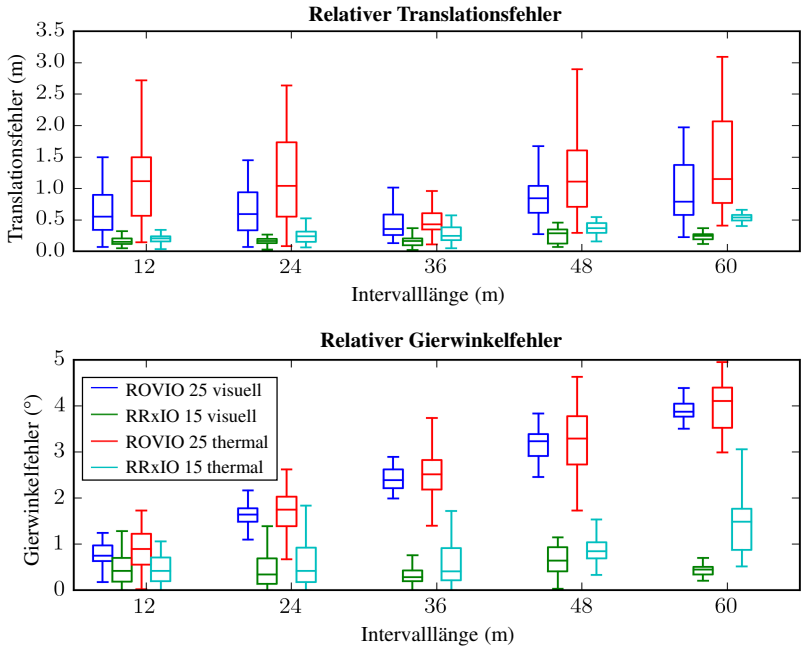 Relativer Translationsfehler
Translationsfehler (m)
3.5
3.0
2.5
2.0
1.5
1.0
0.5
0.0
12 24 36 48 60
Intervalllänge (m)
Relativer Gierwinkelfehler
Gierwinkelfehler (°)
5
4
3
2
1
0
ROVIO 25 visuell
RRxIO 15 visuell
ROVIO 25 thermal
RRxIO 15 thermal
12 24 36 48 60
Intervalllänge (m)